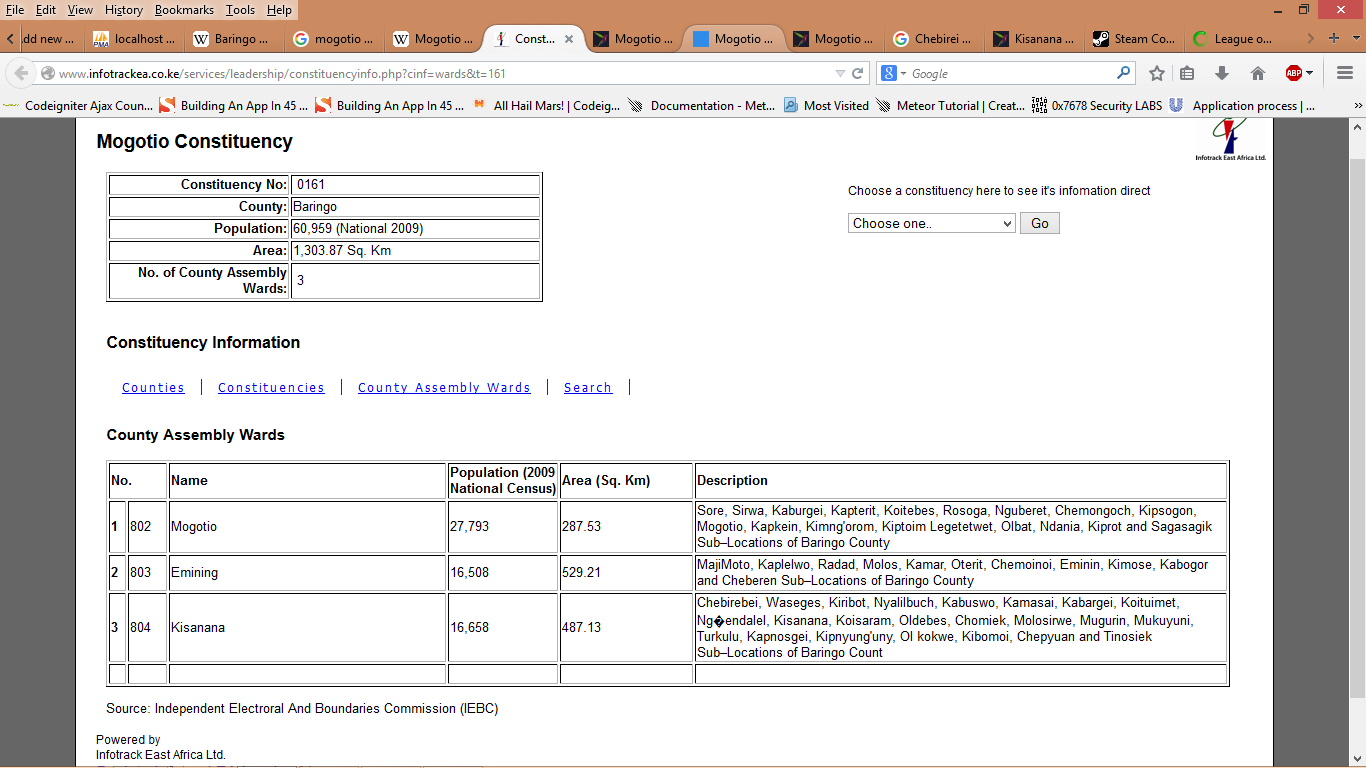 File Edit View History Bookmarks Tools Help
dd new ... localhost ... Baringo ... mogotio ... Mogotio ... Const... Mogotio ... Mogotio ... Mogotio ... Chebirei ... Kisanana ... Steam Co... League o...
www.infotrackea.co.ke/services/leadership/constituencyinfo.php?cinf=wards&t=161 Google ABP
Codeigniter Ajax Coun... Building An App In 45 ... Building An App In 45 ... All Hail Mars! | Codeig... Documentation - Met... Most Visited Meteor Tutorial | Creat... 0x7678 Security LABS Application process | ...
Mogotio Constituency
Infotrack East Africa Ltd.
Constituency No: 0161
County: Baringo
Population: 60,959 (National 2009)
Area: 1,303.87 Sq. Km
No. of County Assembly
Wards: 3
Choose a constituency here to see it's infomation direct
Choose one.. Go
Constituency Information
Counties | Constituencies | County Assembly Wards | Search |
County Assembly Wards
No. Name Population (2009 National Census) Area (Sq. Km) Description
1 802 Mogotio 27,793 287.53 Sore, Sirwa, Kaburgei, Kapterit, Koitebes, Rosoga, Nguberet, Chemongoch, Kipsogon,
Mogotio, Kapkein, Kimng'orom, Kiptoim Legetetwet, Olbat, Ndania, Kiprot and Sagasagik
Sub–Locations of Baringo County
2 803 Emining 16,508 529.21 MajiMoto, Kaplelwo, Radad, Molos, Kamar, Oterit, Chemoinoi, Eminin, Kimose, Kabogor
and Cheberen Sub–Locations of Baringo County
3 804 Kisanana 16,658 487.13 Chebirebei, Waseges, Kiribot, Nyalilbuch, Kabuswo, Kamasai, Kabargei, Koituimet,
Ng�endalel, Kisanana, Koisaram, Oldebes, Chomiek, Molosirwe, Mugurin, Mukuyuni,
Turkulu, Kapnosgei, Kipnyung'uny, Ol kokwe, Kibomoi, Chepyuan and Tinosiek
Sub–Locations of Baringo Count
Source: Independent Electroral And Boundaries Commission (IEBC)
Powered by
Infotrack East Africa Ltd.